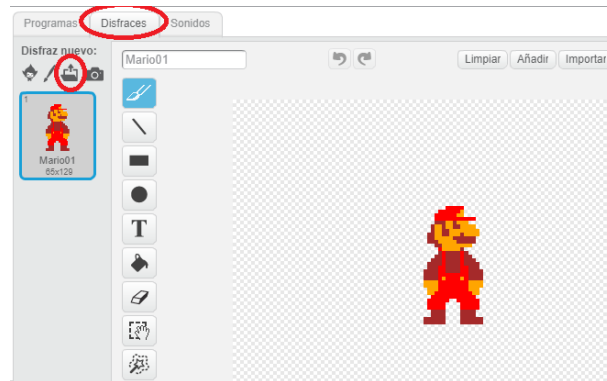 Programas Disfraces Sonidos
Disfraz nuevo:
Mario01
Limpiar Añadir Importar
1
Mario01
65x129
T